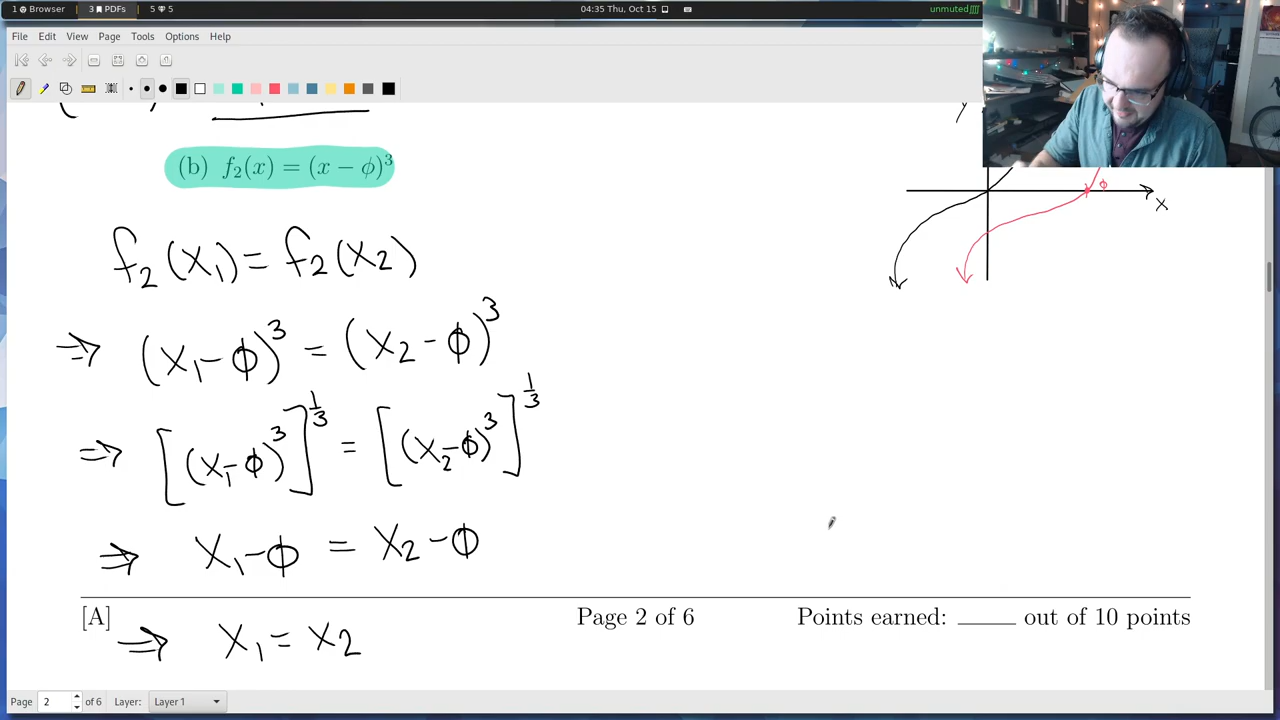 1 Browser 3 PDFs 5 5 04:35 Thu, Oct 15 unmuted
File Edit View Page Tools Options Help
(b) f₂(x) = (x − ϕ)³
y
ϕ
x
f₂(x₁) = f₂(x₂)
⇒ (x₁−ϕ)³ = (x₂−ϕ)³
⇒ [(x₁−ϕ)³]^(1/3) = [(x₂−ϕ)³]^(1/3)
⇒ x₁−ϕ = x₂−ϕ
[A] Page 2 of 6 Points earned: _____ out of 10 points
⇒ x₁ = x₂
Page 2 of 6 Layer: Layer 1